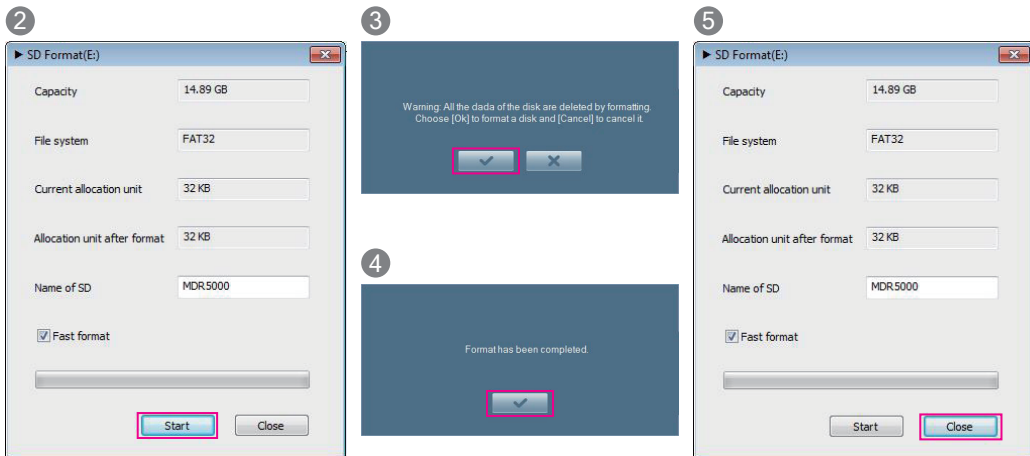 2
► SD Format(E:)
Capacity 14.89 GB
File system FAT32
Current allocation unit 32 KB
Allocation unit after format 32 KB
Name of SD MDR5000
Fast format
Start Close
3
Warning: All the dada of the disk are deleted by formatting.
Choose [Ok] to format a disk and [Cancel] to cancel it.
4
Format has been completed.
5
► SD Format(E:)
Capacity 14.89 GB
File system FAT32
Current allocation unit 32 KB
Allocation unit after format 32 KB
Name of SD MDR5000
Fast format
Start Close